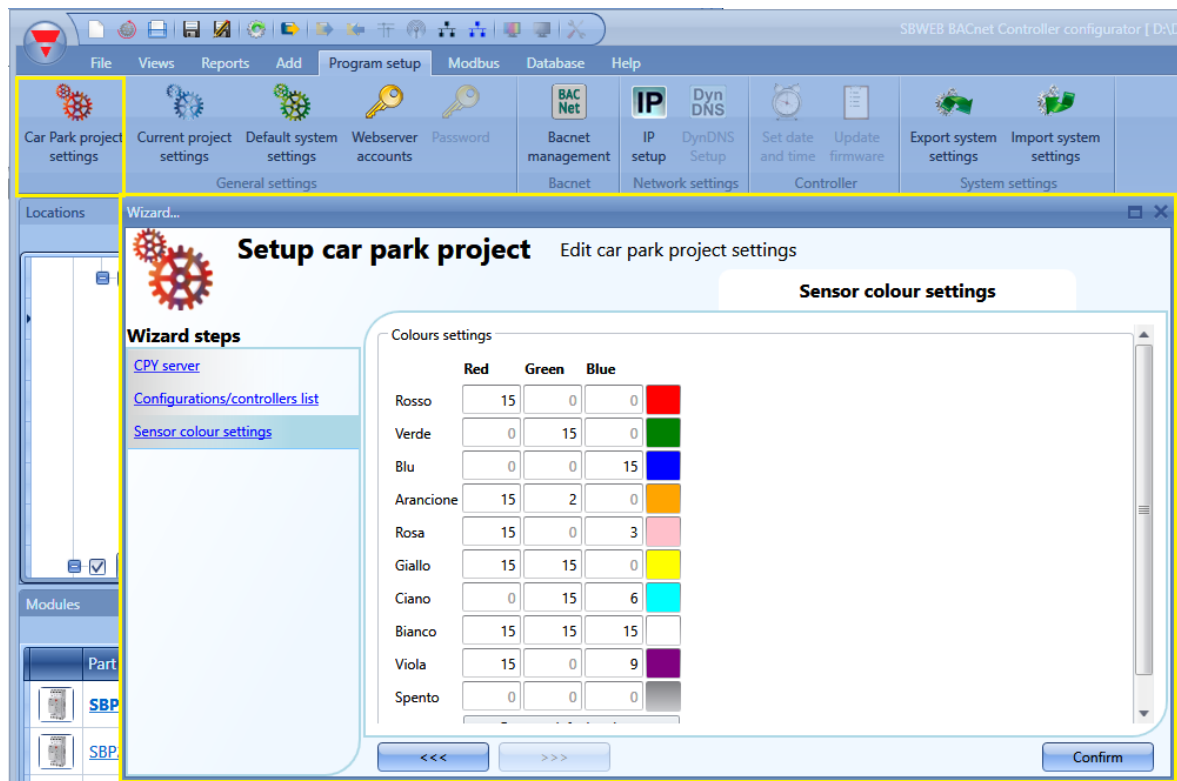 SBWEB BACnet Controller configurator [ D:\D
File Views Reports Add Program setup Modbus Database Help
BAC Net IP Dyn DNS
Car Park project settings Current project settings Default system settings Webserver accounts Password Bacnet management IP setup DynDNS Setup Set date and time Update firmware Export system settings Import system settings
General settings Bacnet Network settings Controller System settings
Locations
Wizard...
Setup car park project Edit car park project settings
Sensor colour settings
Wizard steps
CPY server
Configurations/controllers list
Sensor colour settings
Colours settings
Red Green Blue
Rosso 15 0 0
Verde 0 15 0
Blu 0 0 15
Arancione 15 2 0
Rosa 15 0 3
Giallo 15 15 0
Ciano 0 15 6
Bianco 15 15 15
Viola 15 0 9
Spento 0 0 0
<<< >>> Confirm
Modules
Part
SBP
SBP